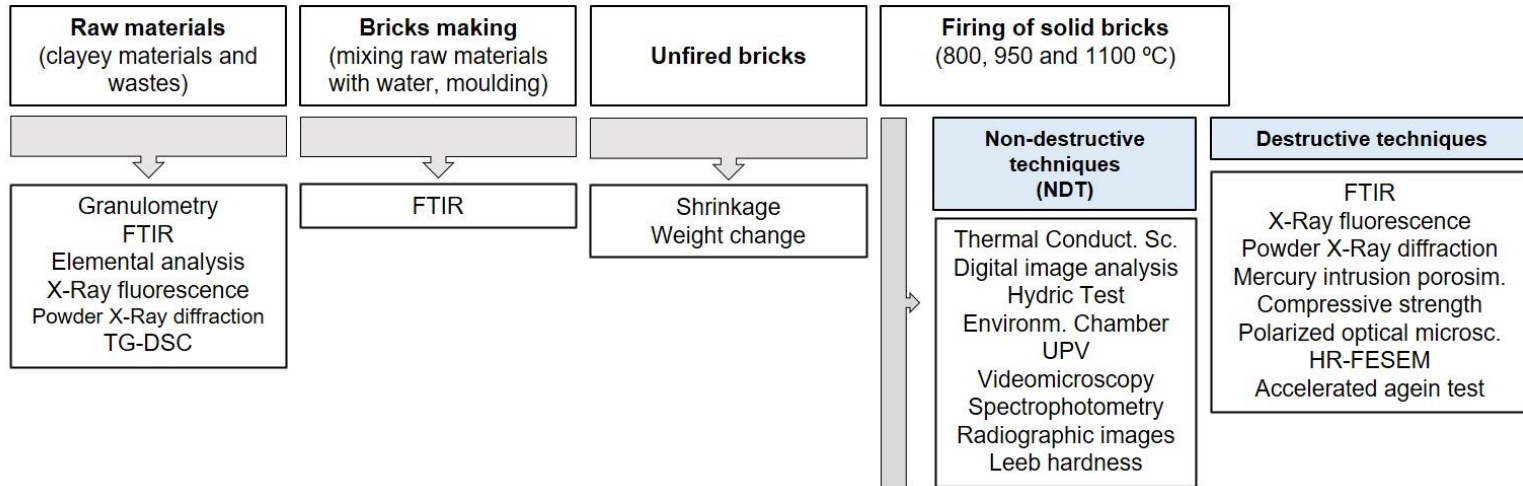 Raw materials
(clayey materials and
wastes)
Bricks making
(mixing raw materials
with water, moulding)
Unfired bricks
Firing of solid bricks
(800, 950 and 1100 ºC)
Granulometry
FTIR
Elemental analysis
X-Ray fluorescence
Powder X-Ray diffraction
TG-DSC
FTIR
Shrinkage
Weight change
Non-destructive
techniques
(NDT)
Thermal Conduct. Sc.
Digital image analysis
Hydric Test
Environm. Chamber
UPV
Videomicroscopy
Spectrophotometry
Radiographic images
Leeb hardness
Destructive techniques
FTIR
X-Ray fluorescence
Powder X-Ray diffraction
Mercury intrusion porosim.
Compressive strength
Polarized optical microsc.
HR-FESEM
Accelerated agein test